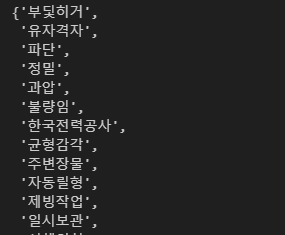 {'부딫히거',
'유자격자',
'파단',
'정밀',
'과압',
'불량임',
'한국전력공사',
'균형감각',
'주변장물',
'자동릴형',
'제빙작업',
'일시보관',